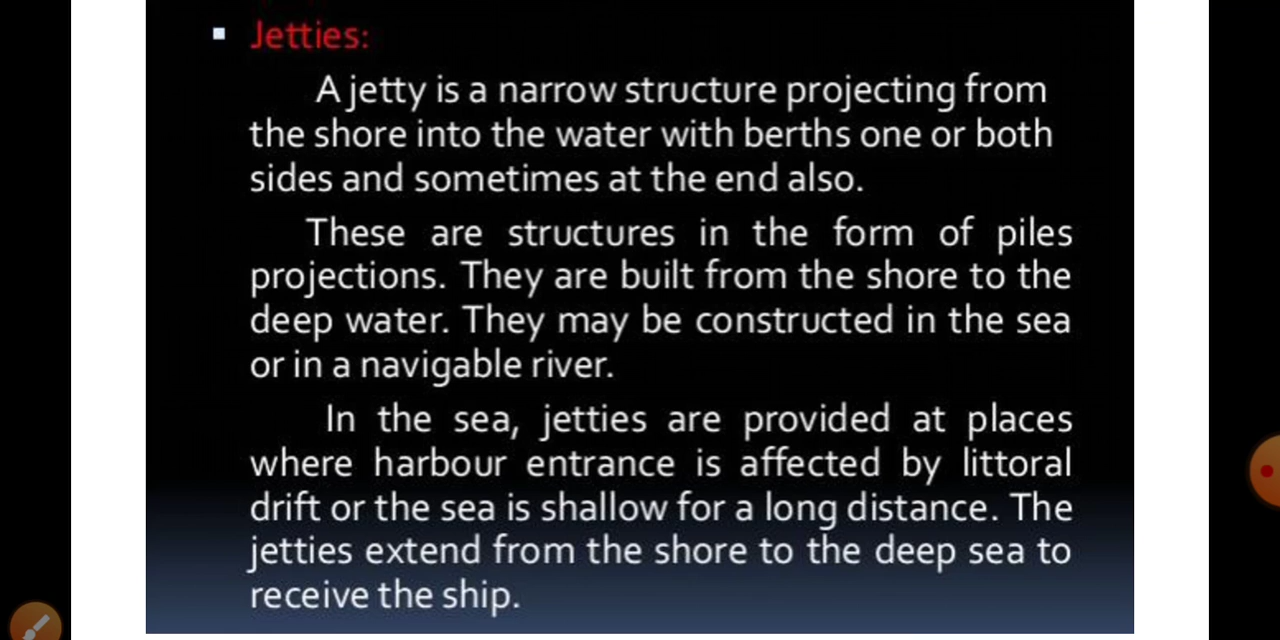 Jetties:
A jetty is a narrow structure projecting from
the shore into the water with berths one or both
sides and sometimes at the end also.
These are structures in the form of piles
projections. They are built from the shore to the
deep water. They may be constructed in the sea
or in a navigable river.
In the sea, jetties are provided at places
where harbour entrance is affected by littoral
drift or the sea is shallow for a long distance. The
jetties extend from the shore to the deep sea to
receive the ship.